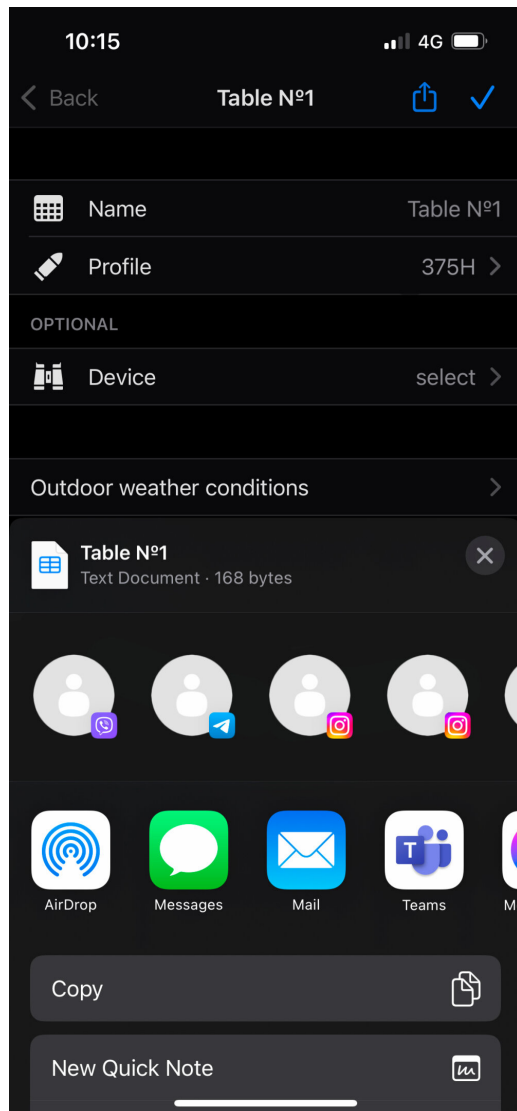 10:15
4G
Back
Table Nº1
Name
Table Nº1
Profile
375H
OPTIONAL
Device
select
Outdoor weather conditions
Table Nº1
Text Document · 168 bytes
AirDrop
Messages
Mail
T
Teams
M
Copy
New Quick Note